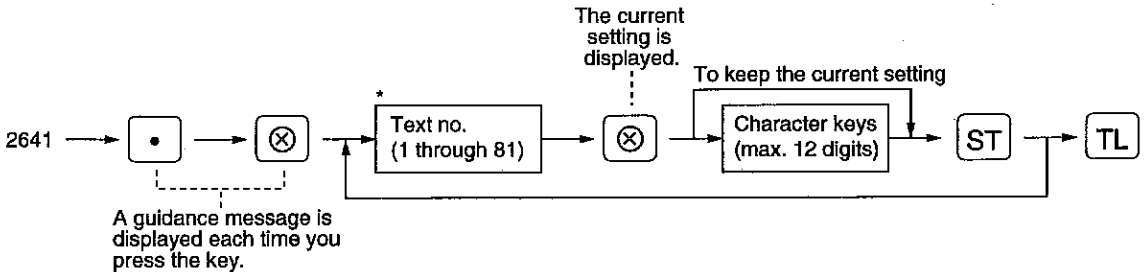 The current
setting is
displayed.
To keep the current setting
*
2641
•
⊗
Text no.
(1 through 81)
⊗
Character keys
(max. 12 digits)
ST
TL
A guidance message is
displayed each time you
press the key.